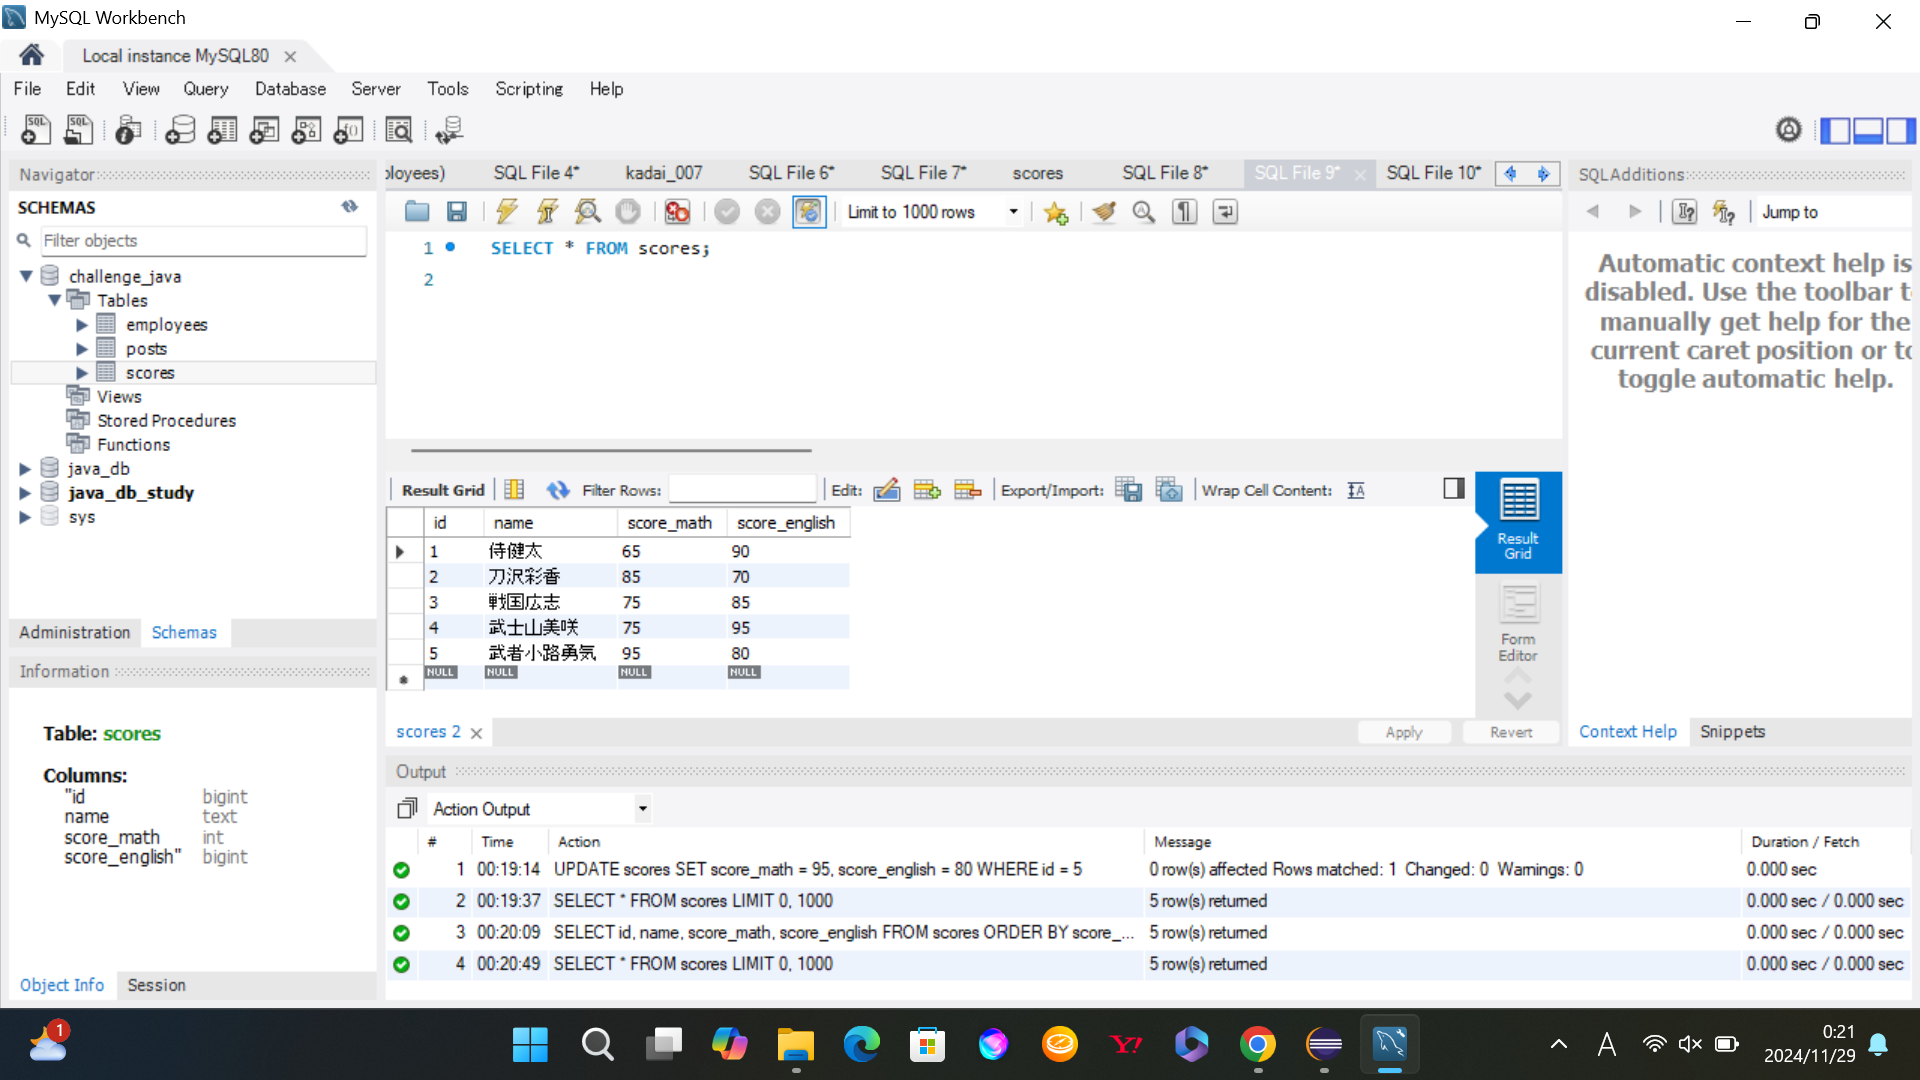 MySQL Workbench
Local instance MySQL80
File Edit View Query Database Server Tools Scripting Help
Navigator
SCHEMAS
Filter objects
challenge_java
Tables
employees
posts
scores
Views
Stored Procedures
Functions
java_db
java_db_study
sys
Administration Schemas
Information
Table: scores
Columns:
"id bigint
name text
score_math int
score_english" bigint
Object Info Session
ployees) SQL File 4* kadai_007 SQL File 6* SQL File 7* scores SQL File 8* SQL File 9* SQL File 10*
Limit to 1000 rows
1 SELECT * FROM scores;
2
Result Grid Filter Rows: Edit: Export/Import: Wrap Cell Content:
id name score_math score_english
1 侍健太 65 90
2 刀沢彩香 85 70
3 戦国広志 75 85
4 武士山美咲 75 95
5 武者小路勇気 95 80
NULL NULL NULL NULL
Result Grid
Form Editor
scores 2
Apply Revert
SQLAdditions
Jump to
Automatic context help is
disabled. Use the toolbar t
manually get help for the
current caret position or to
toggle automatic help.
Context Help Snippets
Output
Action Output
# Time Action Message Duration / Fetch
1 00:19:14 UPDATE scores SET score_math = 95, score_english = 80 WHERE id = 5 0 row(s) affected Rows matched: 1 Changed: 0 Warnings: 0 0.000 sec
2 00:19:37 SELECT * FROM scores LIMIT 0, 1000 5 row(s) returned 0.000 sec / 0.000 sec
3 00:20:09 SELECT id, name, score_math, score_english FROM scores ORDER BY score_... 5 row(s) returned 0.000 sec / 0.000 sec
4 00:20:49 SELECT * FROM scores LIMIT 0, 1000 5 row(s) returned 0.000 sec / 0.000 sec
1
A
0:21
2024/11/29